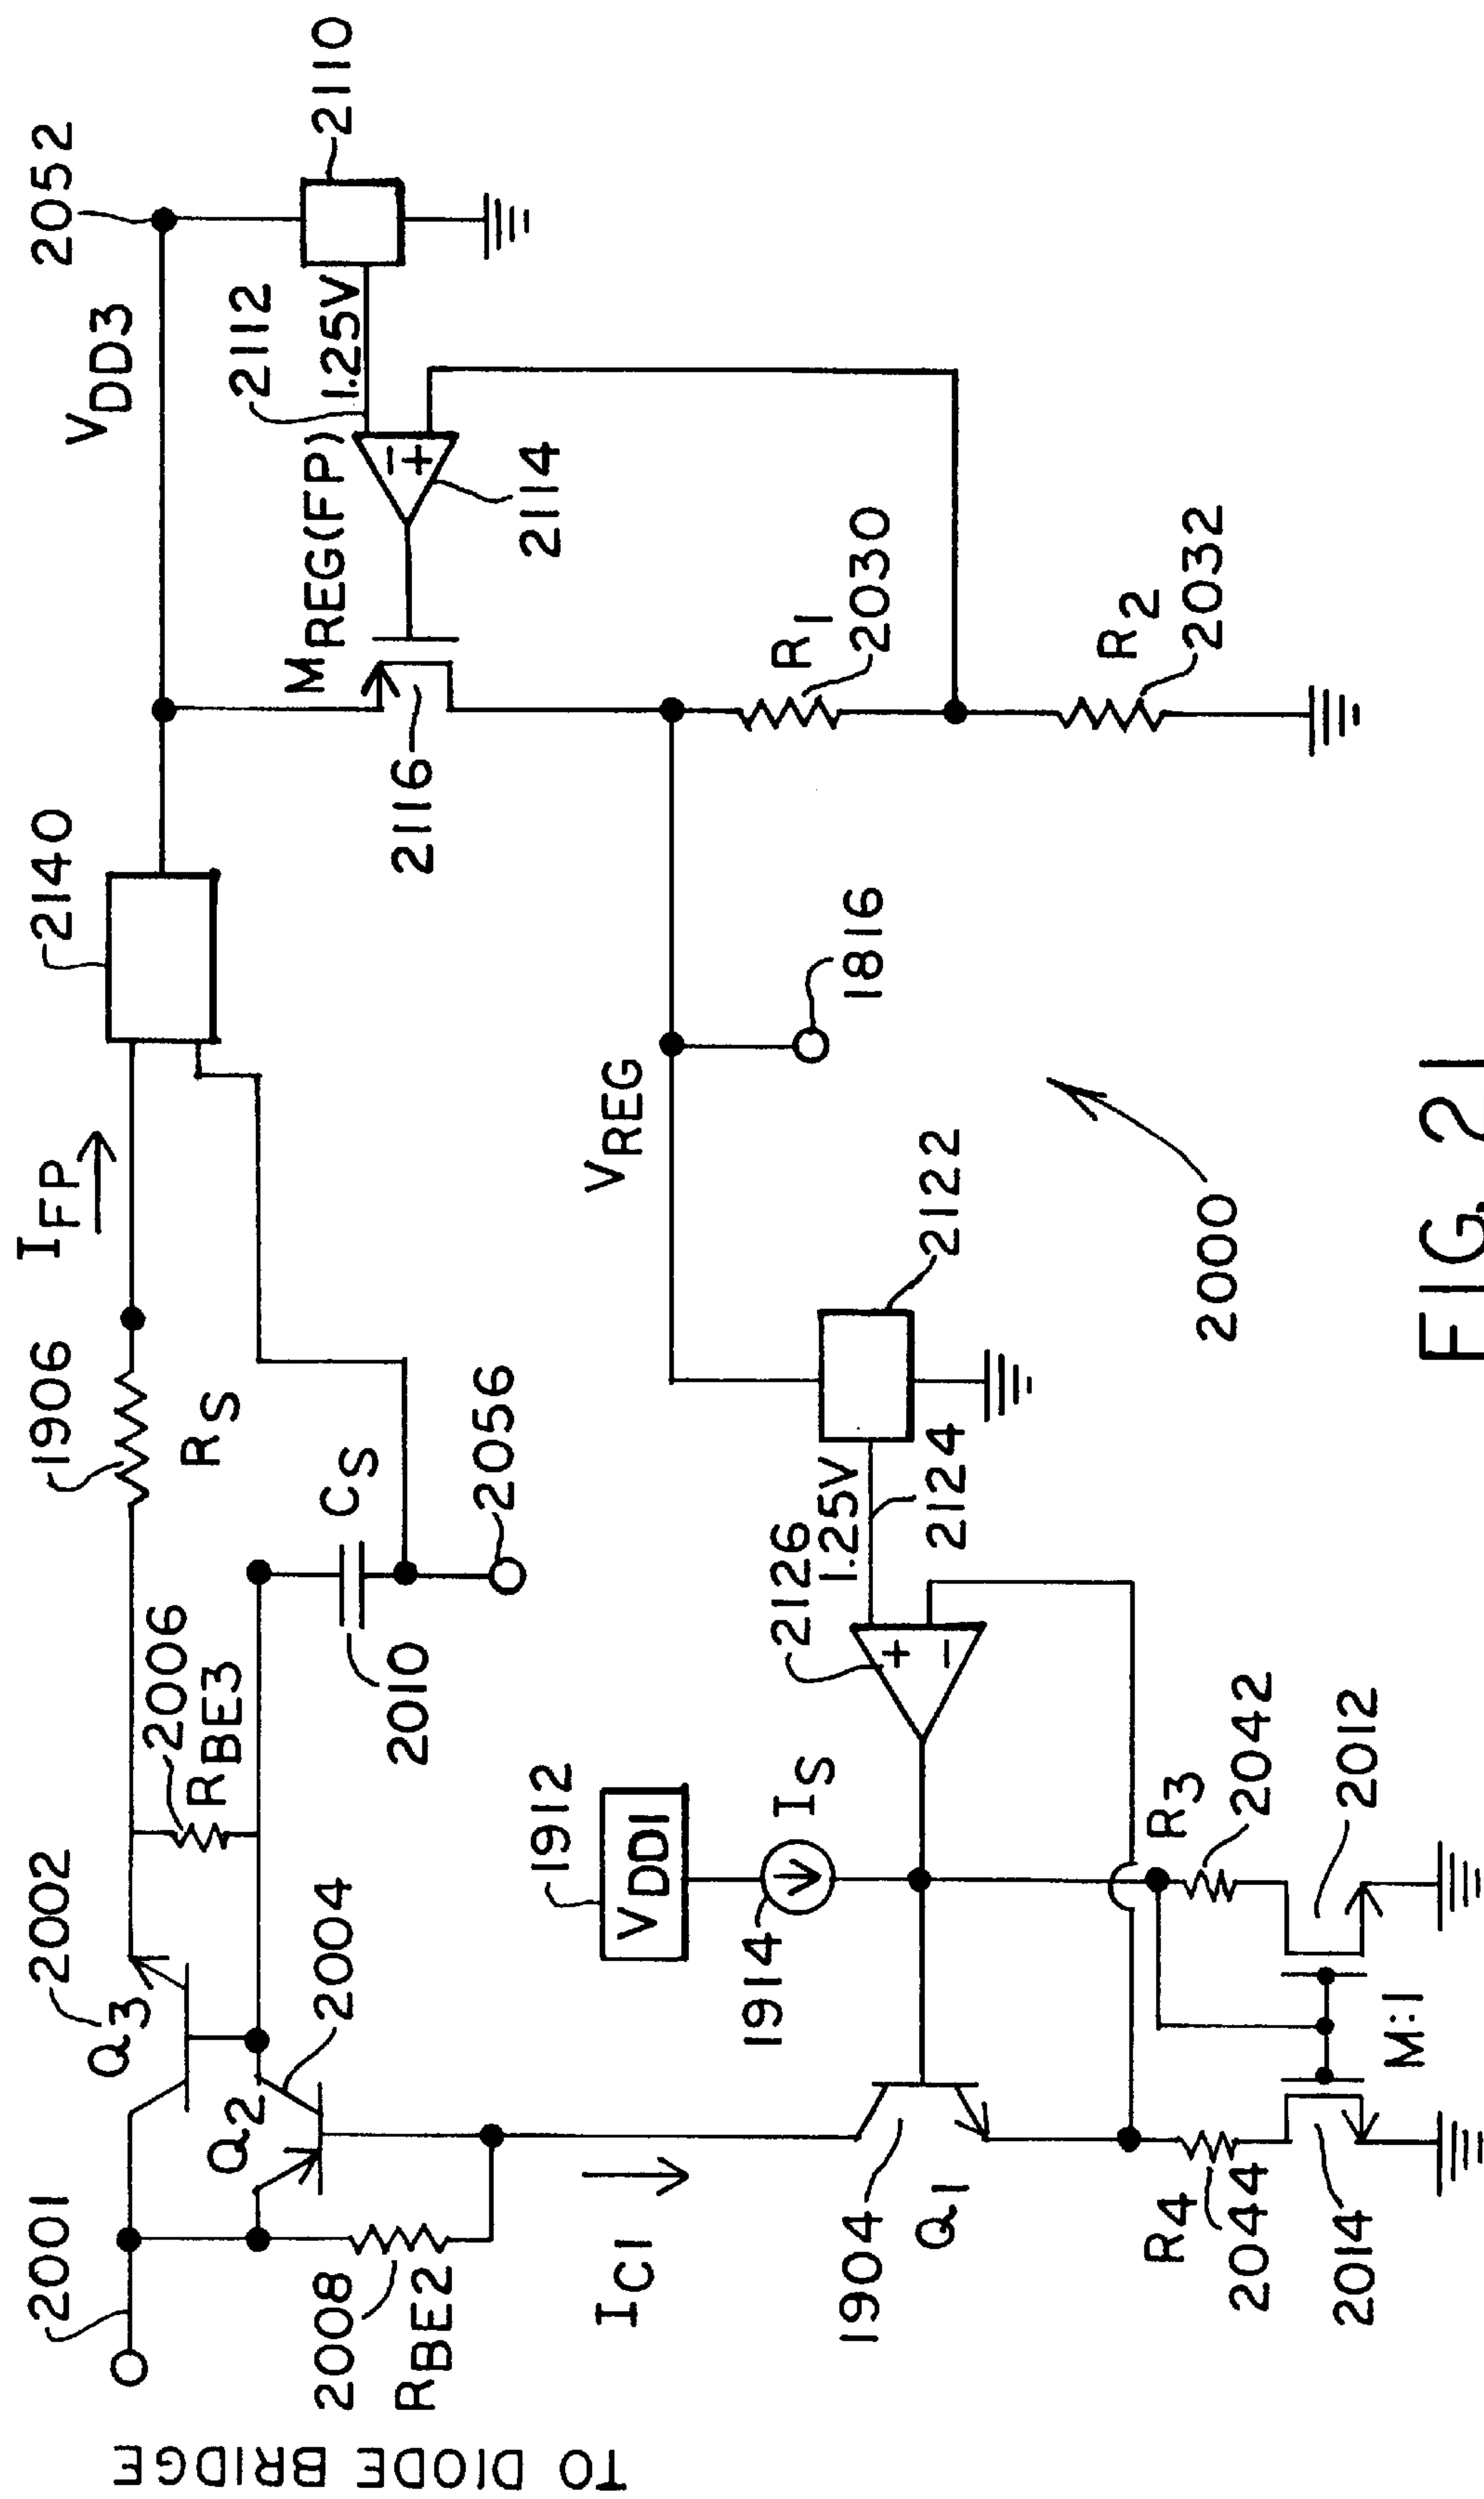 TO DIODE BRIDGE
2001
2002
Q3
Q2
2004
2006
RBE3
1906
RS
IFP
2140
VDD3
2052
2110
2112
1.25V
MREG(FP)
- +
2114
2116
2008
RBE2
IC1
2010
CS
2056
VREG
1816
R1
2030
R2
2032
1912
VDD1
IS
1914
2126
+ -
1.25V
2124
2122
1904
Q1
R3
2042
2012
R4
2044
2014
M:1
2000
FIG. 21